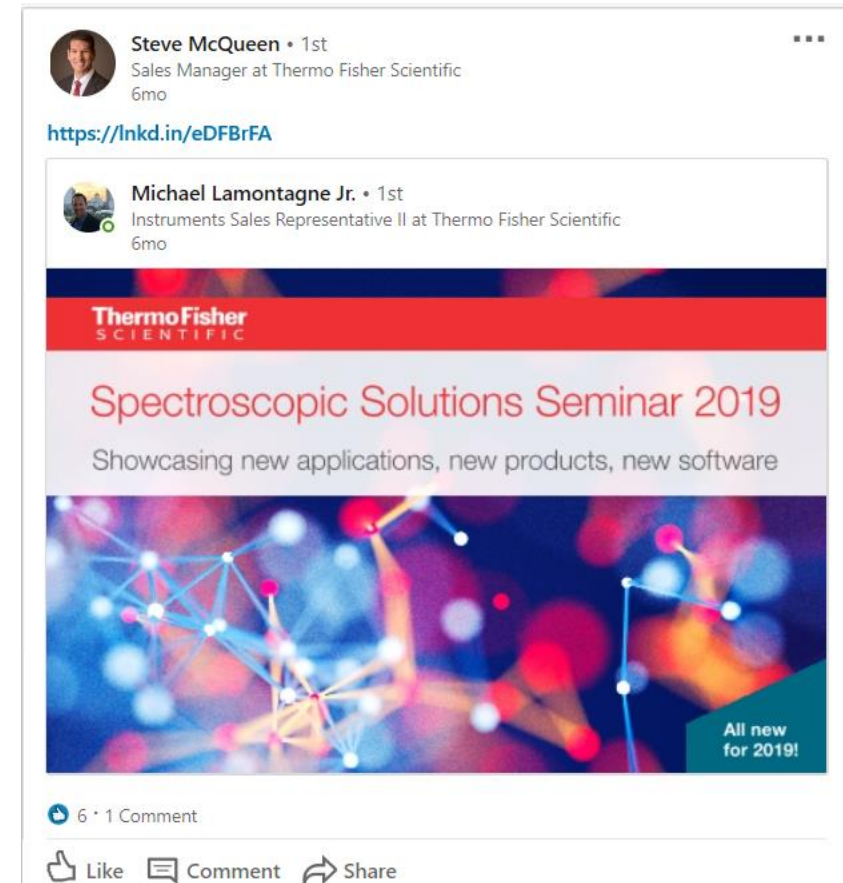 Steve McQueen • 1st
Sales Manager at Thermo Fisher Scientific
6mo
https://lnkd.in/eDFBrFA
Michael Lamontagne Jr. • 1st
Instruments Sales Representative II at Thermo Fisher Scientific
6mo
ThermoFisher
SCIENTIFIC
Spectroscopic Solutions Seminar 2019
Showcasing new applications, new products, new software
All new
for 2019!
6 · 1 Comment
Like Comment Share